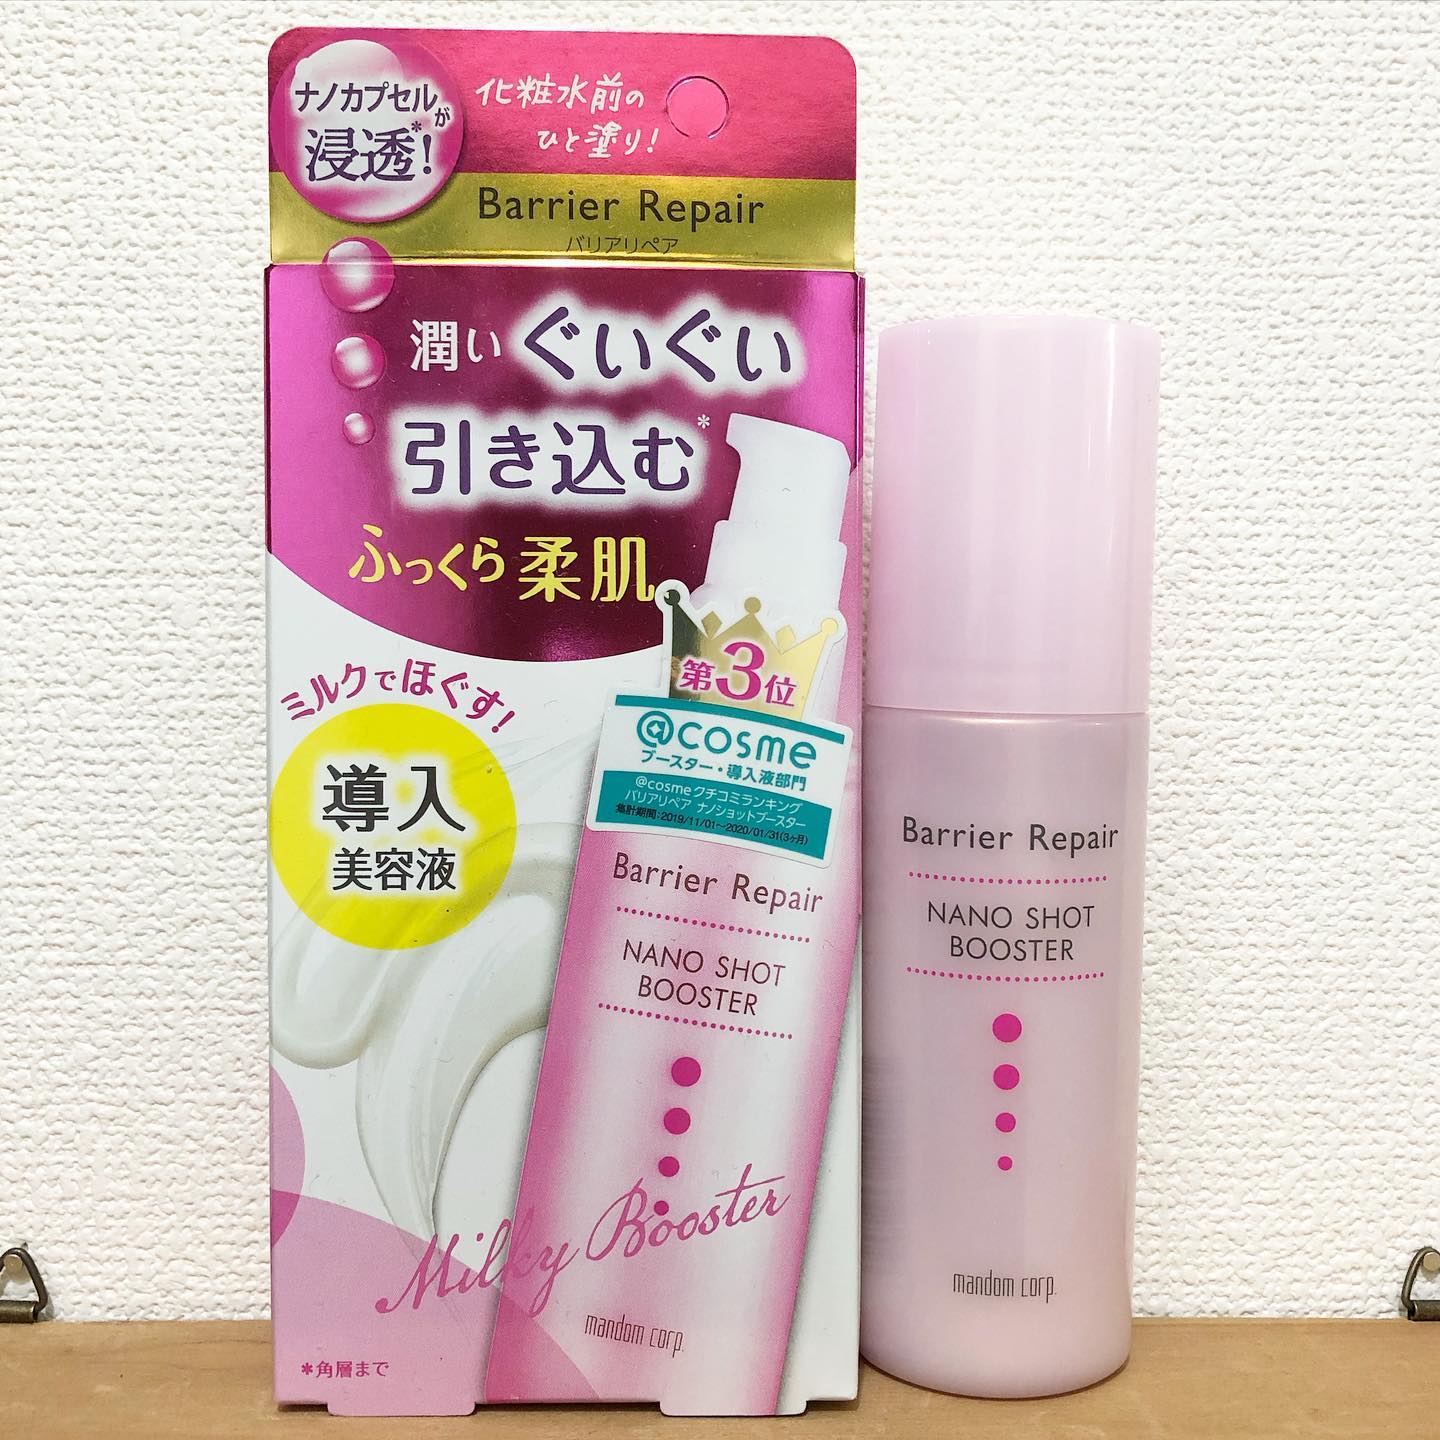 ナノカプセルが
浸透*!
化粧水前の
ひと塗り!
Barrier Repair
バリアリペア
潤いぐいぐい
引き込む*
ふっくら柔肌
ミルクでほぐす!
導入
美容液
第3位
@cosme
ブースター・導入液部門
@cosmeクチコミランキング
バリアリペア ナノショットブースター
集計期間:2019/11/01〜2020/01/31(3ヶ月)
Barrier Repair
NANO SHOT
BOOSTER
Milky Booster
mandom corp.
*角層まで
Barrier Repair
NANO SHOT
BOOSTER
mandom corp.